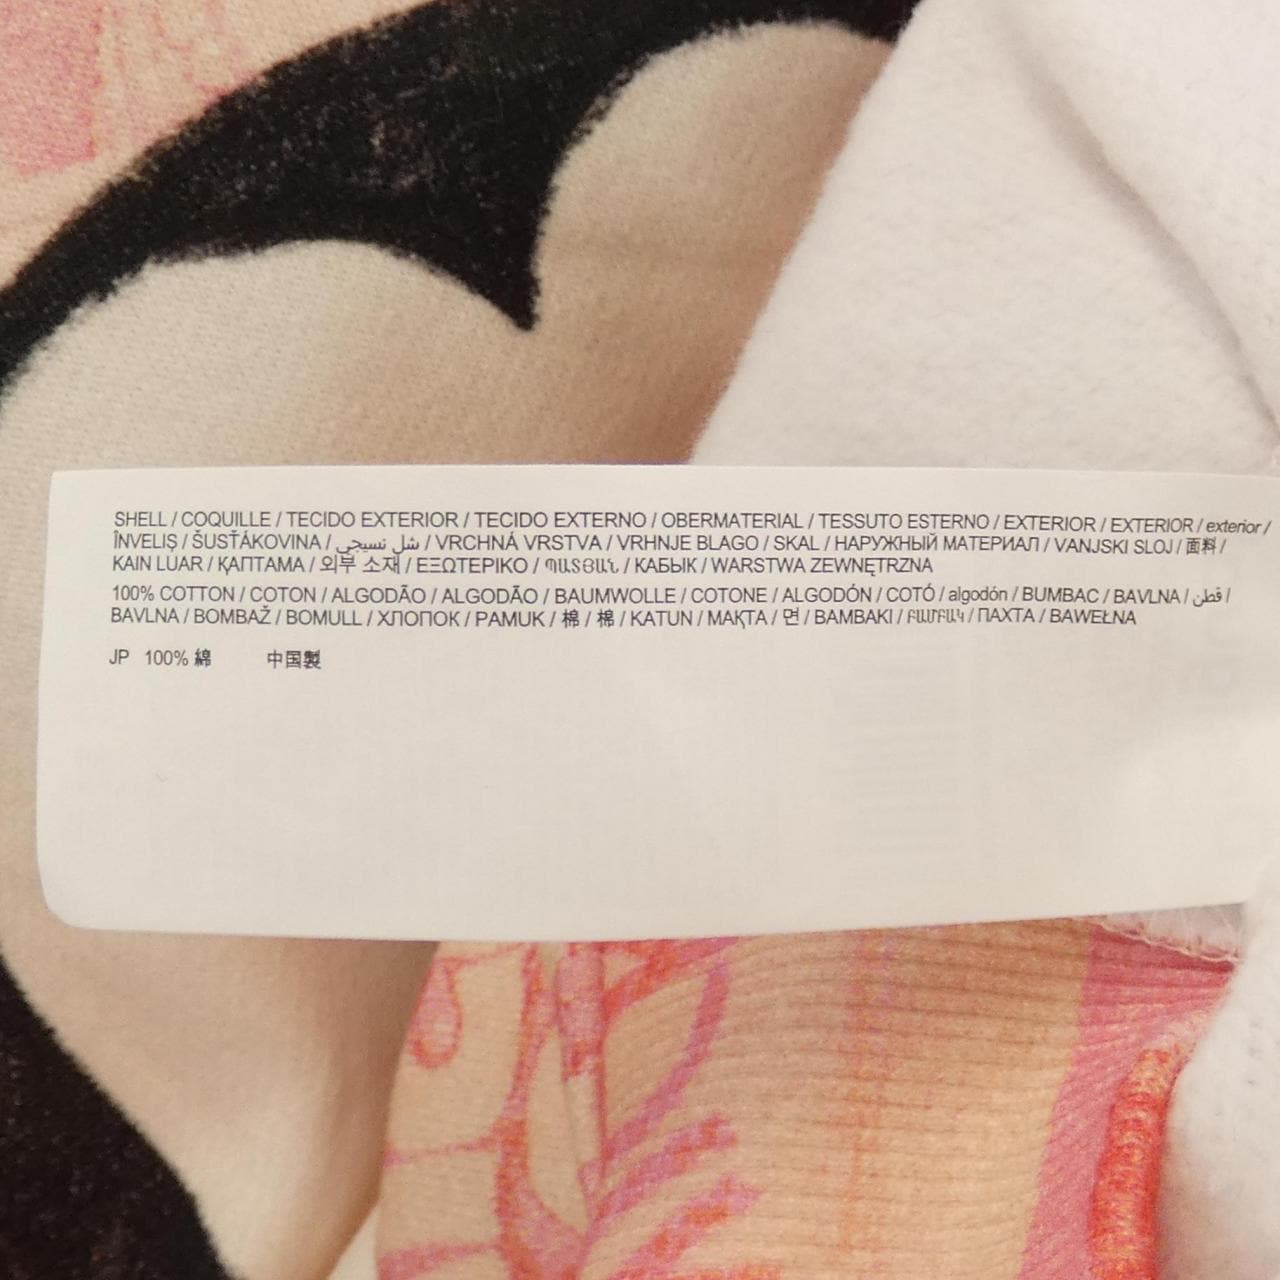 SHELL / COQUILLE / TECIDO EXTERIOR / TECIDO EXTERNO / OBERMATERIAL / TESSUTO ESTERNO / EXTERIOR / EXTERIOR / exterior /
ÎNVELIȘ / ŠUSŤÁKOVINA / شل نسيجي / VRCHNÁ VRSTVA / VRHNJE BLAGO / SKAL / НАРУЖНЫЙ МАТЕРИАЛ / VANJSKI SLOJ / 面料 /
KAIN LUAR / ҚАПТАМА / 외부 소재 / ΕΞΩΤΕΡΙΚΟ / ՊԱՏՅԱՆ / КАБЫК / WARSTWA ZEWNĘTRZNA
100% COTTON / COTON / ALGODÃO / ALGODÃO / BAUMWOLLE / COTONE / ALGODÓN / COTÓ / algodón / BUMBAC / BAVLNA / قطن /
BAVLNA / BOMBAŽ / BOMULL / ХЛОПОК / PAMUK / 棉 / 棉 / KATUN / МАҚТА / 면 / ΒΑΜΒΑΚΙ / ԲԱՄԲԱԿ / ПАХТА / BAWEŁNA
JP 100% 綿 中国製